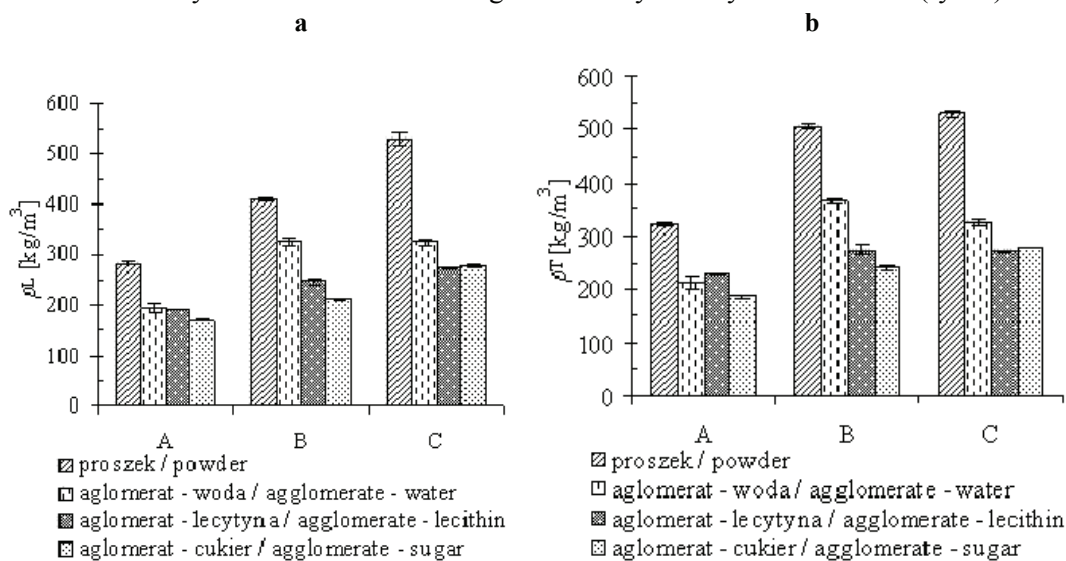 a
b
600
500
400
300
200
100
0
ρL [kg/m³]
A B C
proszek / powder
aglomerat - woda / agglomerate - water
aglomerat - lecytyna / agglomerate - lecithin
aglomerat - cukier / agglomerate - sugar
600
500
400
300
200
100
0
ρT [kg/m³]
A B C
proszek / powder
aglomerat - woda / agglomerate - water
aglomerat - lecytyna / agglomerate - lecithin
aglomerat - cukier / agglomerate - sugar